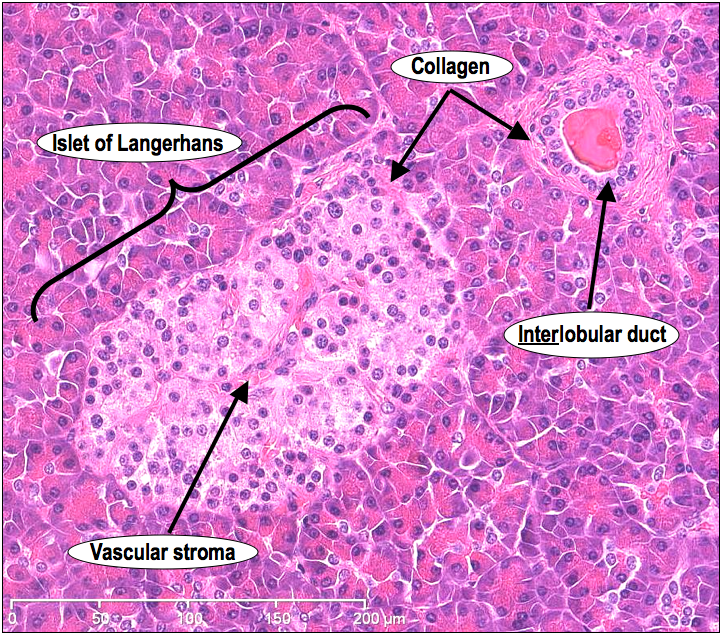 Collagen
Islet of Langerhans
Interlobular duct
Vascular stroma
0 50 100 150 200 µm